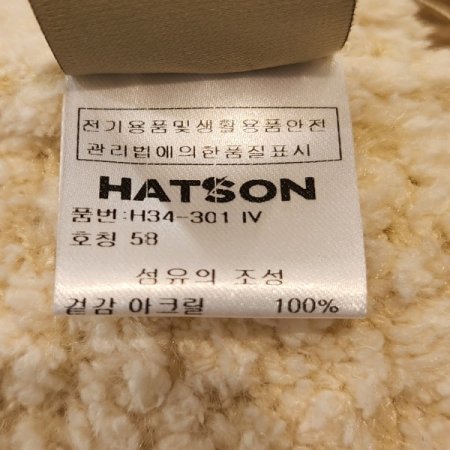 전기용품및생활용품안전
관리법에의한품질표시
HATSON
품번:H34-301 IV
호칭 58
섬유의 조성
겉감 아크릴 100%